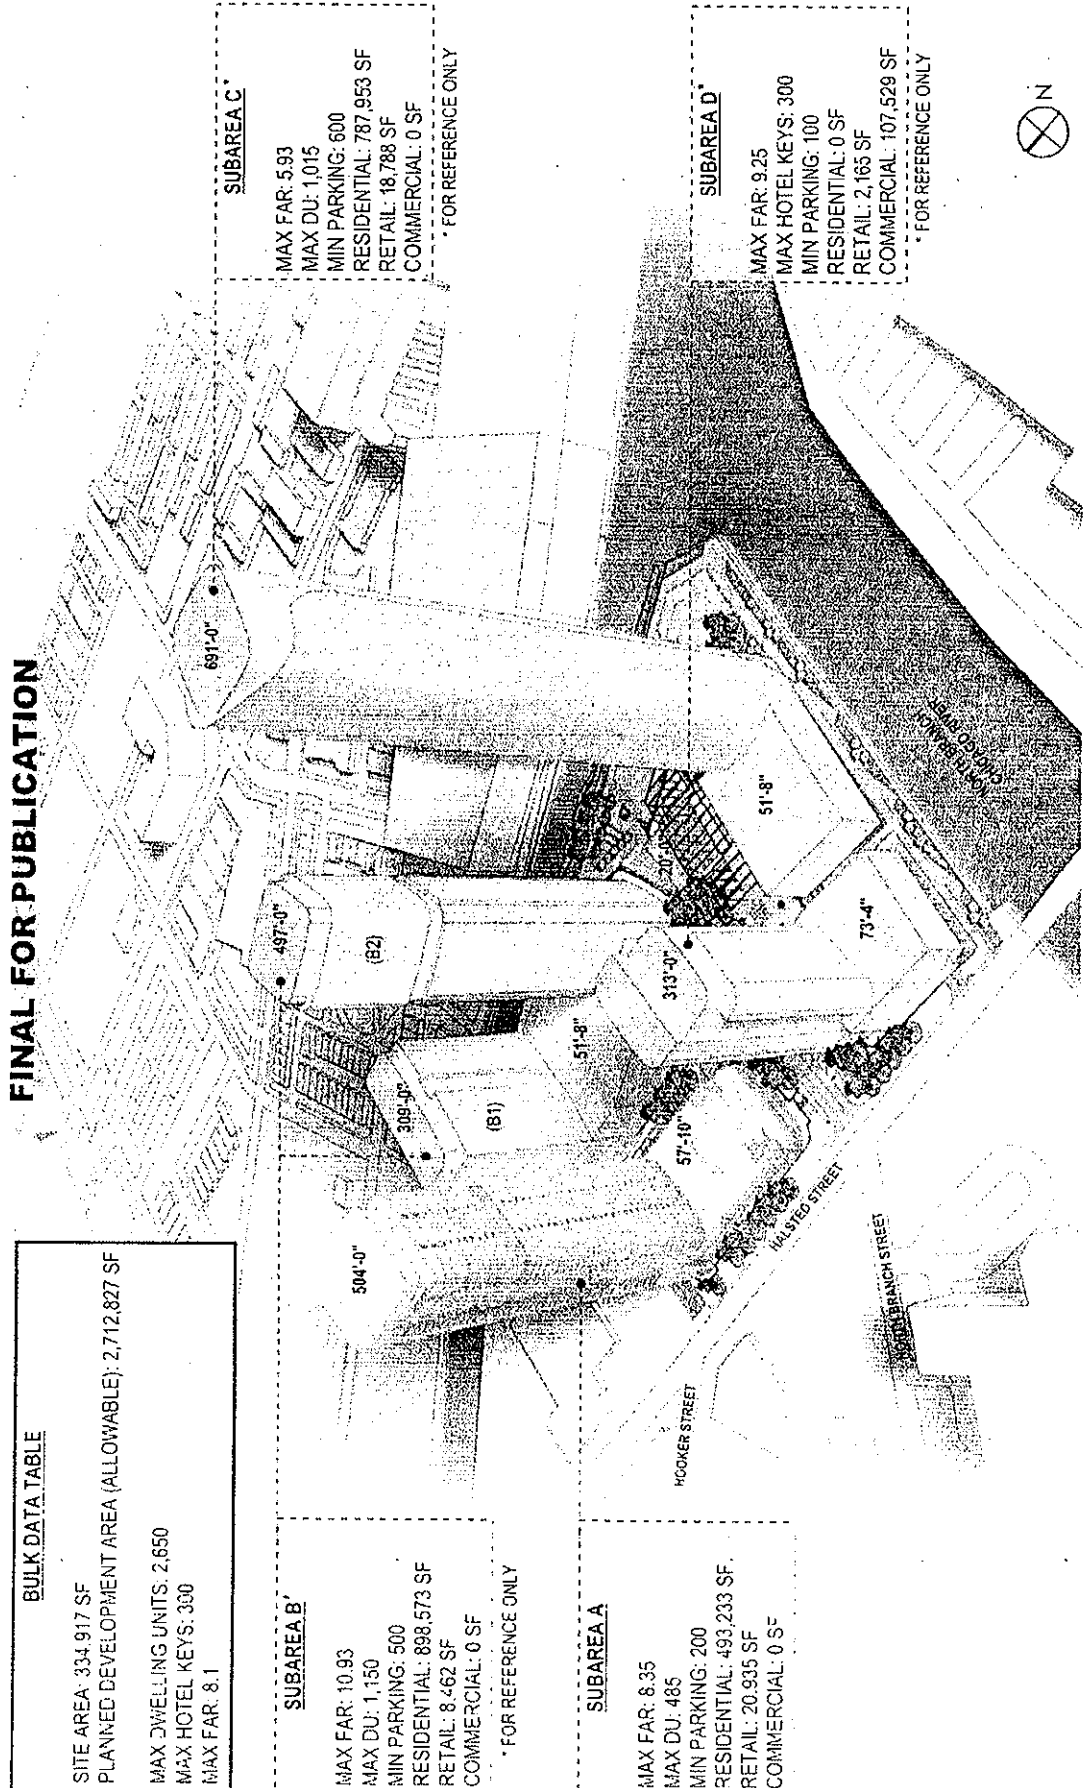 FINAL FOR PUBLICATION
BULK DATA TABLE
SITE AREA: 334,917 SF
PLANNED DEVELOPMENT AREA (ALLOWABLE): 2,712,827 SF
MAX DWELLING UNITS: 2,650
MAX HOTEL KEYS: 300
MAX FAR: 8.1
SUBAREA B*
MAX FAR: 10.93
MAX DU: 1,150
MIN PARKING: 500
RESIDENTIAL: 898,573 SF
RETAIL: 8,462 SF
COMMERCIAL: 0 SF
* FOR REFERENCE ONLY
SUBAREA A
MAX FAR: 8.35
MAX DU: 485
MIN PARKING: 200
RESIDENTIAL: 493,233 SF
RETAIL: 20,935 SF
COMMERCIAL: 0 SF
SUBAREA C*
MAX FAR: 5.93
MAX DU: 1,015
MIN PARKING: 600
RESIDENTIAL: 787,953 SF
RETAIL: 18,788 SF
COMMERCIAL: 0 SF
* FOR REFERENCE ONLY
SUBAREA D*
MAX FAR: 9.25
MAX HOTEL KEYS: 300
MIN PARKING: 100
RESIDENTIAL: 0 SF
RETAIL: 2,165 SF
COMMERCIAL: 107,529 SF
* FOR REFERENCE ONLY
N
691'-0"
497'-0"
(B2)
309'-0"
(B1)
504'-0"
51'-8"
313'-0"
57'-10"
51'-8"
73'-4"
HALSTED STREET
HOOKER STREET
NORTH BRANCH STREET
NORTH BRANCH
CHICAGO RIVER